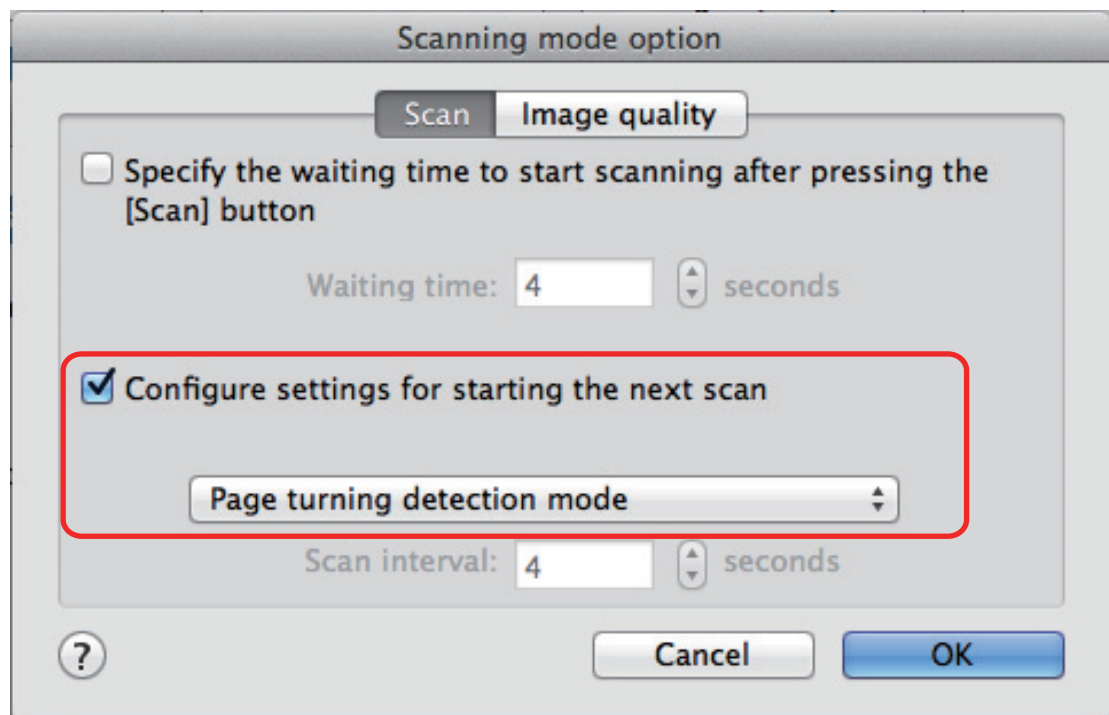 Scanning mode option
Scan Image quality
Specify the waiting time to start scanning after pressing the
[Scan] button
Waiting time: 4 seconds
Configure settings for starting the next scan
Page turning detection mode
Scan interval: 4 seconds
? Cancel OK